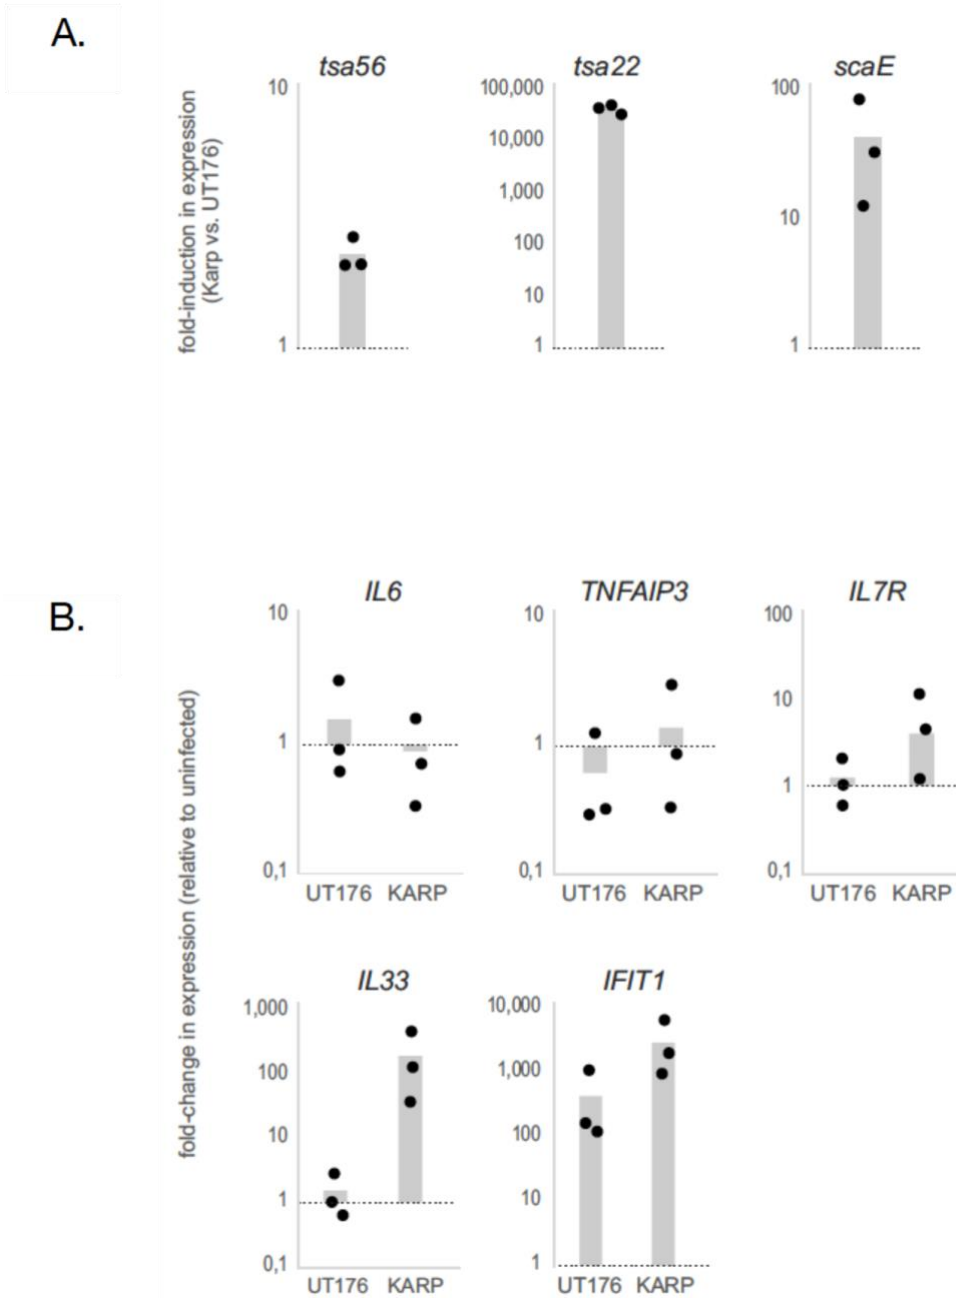 A.
tsa56
tsa22
scaE
fold-induction in expression
(Karp vs. UT176)
10
1
100,000
10,000
1,000
100
10
1
100
10
1
B.
IL6
TNFAIP3
IL7R
fold-change in expression (relative to uninfected)
10
1
0,1
UT176 KARP
10
1
0,1
UT176 KARP
100
10
1
0,1
UT176 KARP
IL33
IFIT1
1,000
100
10
1
0,1
UT176 KARP
10,000
1,000
100
10
1
UT176 KARP